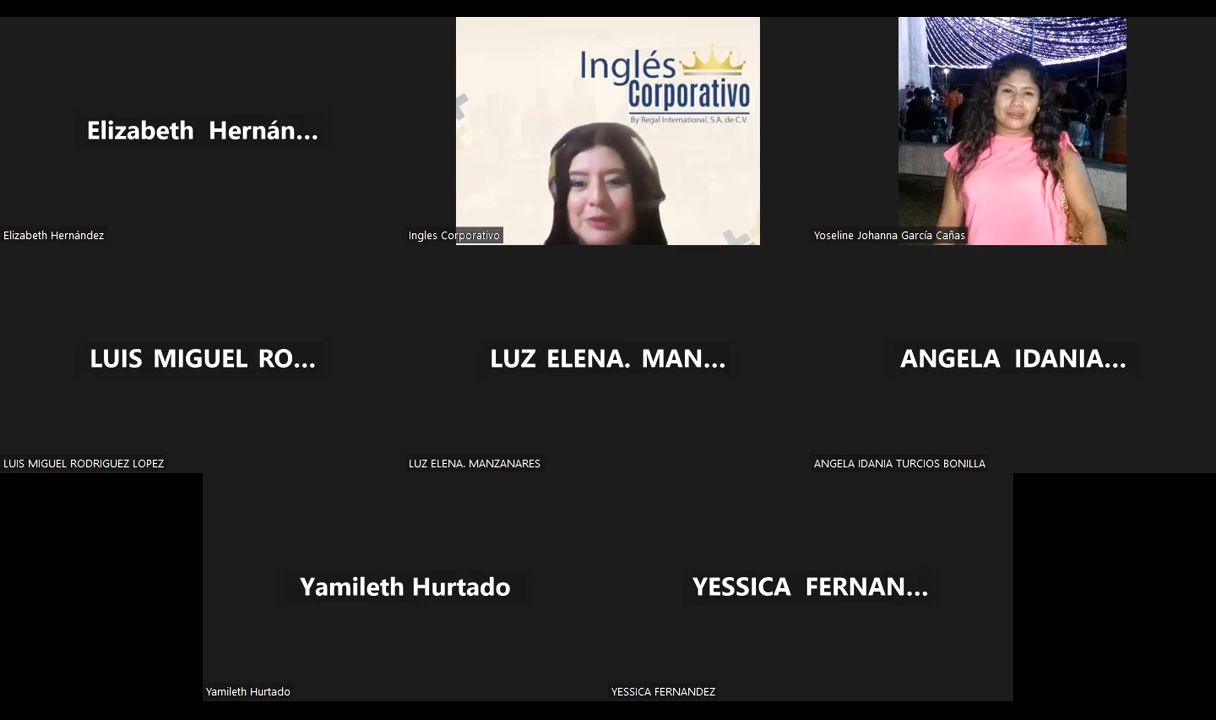 Elizabeth Hernán...
Elizabeth Hernández
Inglés
Corporativo
By Regal International, S.A. de C.V.
Ingles Corporativo
Yoseline Johanna García Cañas
LUIS MIGUEL RO...
LUIS MIGUEL RODRIGUEZ LOPEZ
LUZ ELENA. MAN...
LUZ ELENA. MANZANARES
ANGELA IDANIA...
ANGELA IDANIA TURCIOS BONILLA
Yamileth Hurtado
Yamileth Hurtado
YESSICA FERNAN...
YESSICA FERNANDEZ